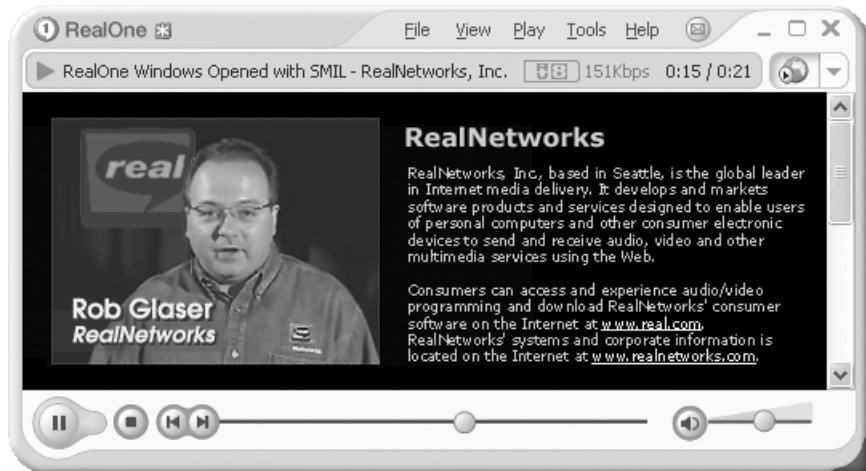 RealOne
File View Play Tools Help
RealOne Windows Opened with SMIL - RealNetworks, Inc. 151Kbps 0:15 / 0:21
real
Rob Glaser
RealNetworks
RealNetworks
RealNetworks, Inc., based in Seattle, is the global leader
in Internet media delivery. It develops and markets
software products and services designed to enable users
of personal computers and other consumer electronic
devices to send and receive audio, video and other
multimedia services using the Web.
Consumers can access and experience audio/video
programming and download RealNetworks' consumer
software on the Internet at www.real.com.
RealNetworks' systems and corporate information is
located on the Internet at www.realnetworks.com.